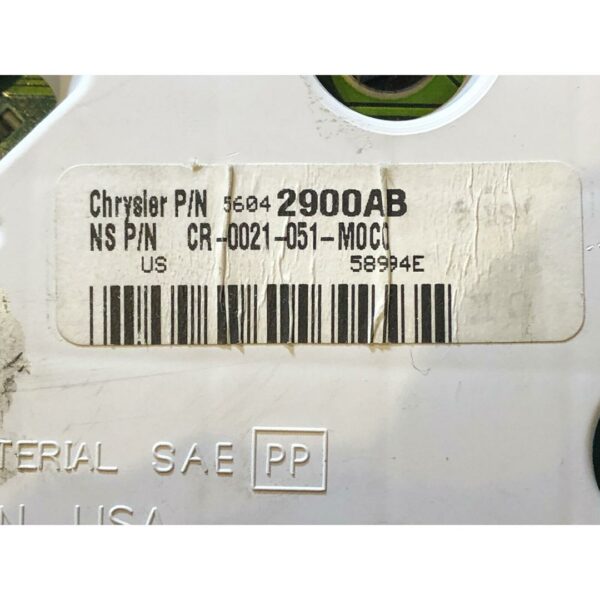 Chrysler P/N 5604 2900AB
NS P/N CR-0021-051-M0C0
US 58994E
TERIAL SAE PP
N USA